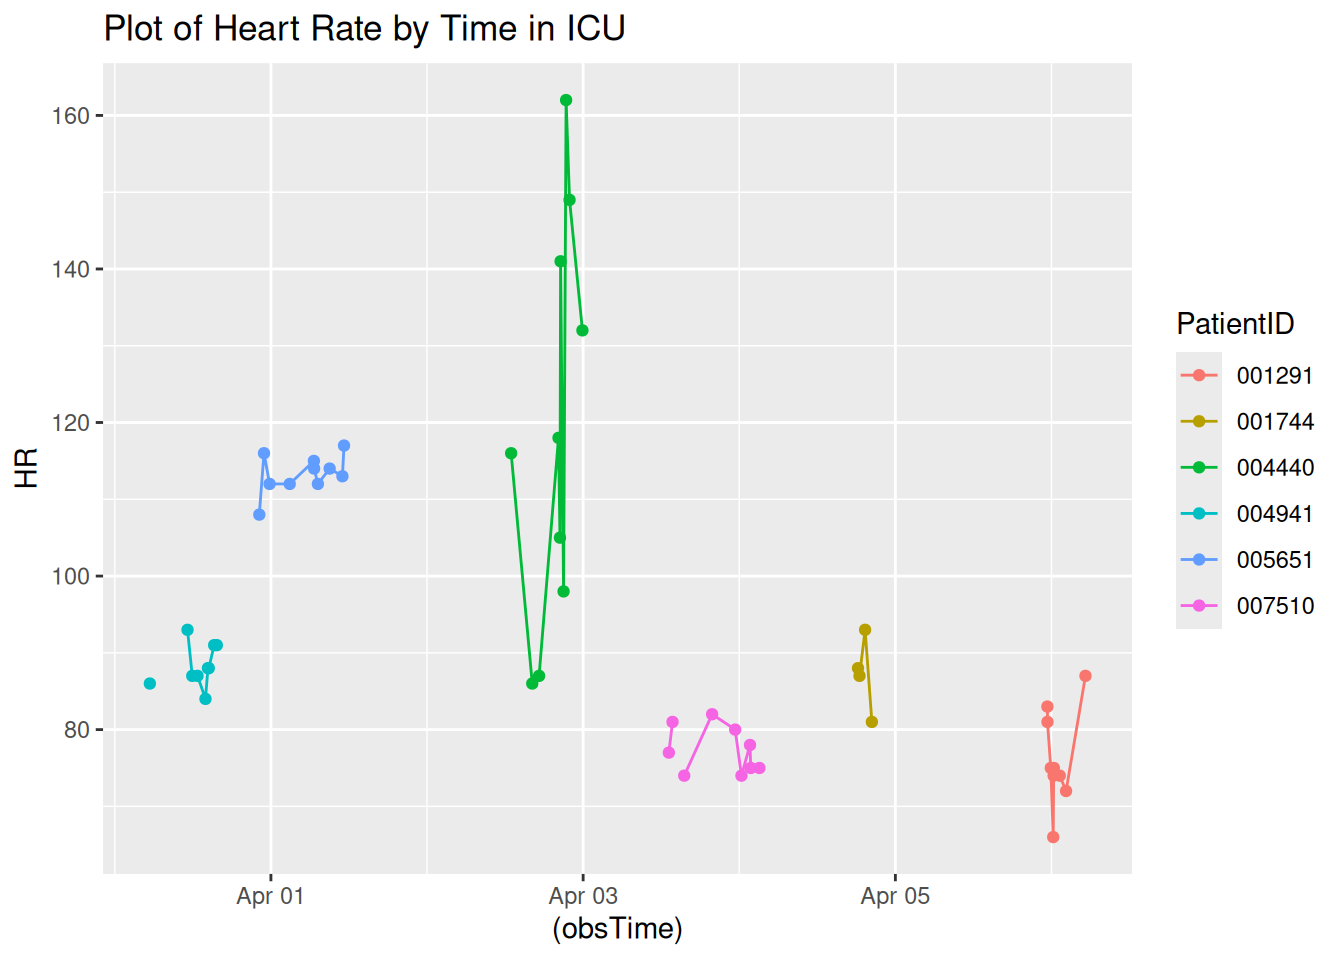 Plot of Heart Rate by Time in ICU
160
140
120
100
80
HR
Apr 01
Apr 03
Apr 05
(obsTime)
PatientID
001291
001744
004440
004941
005651
007510